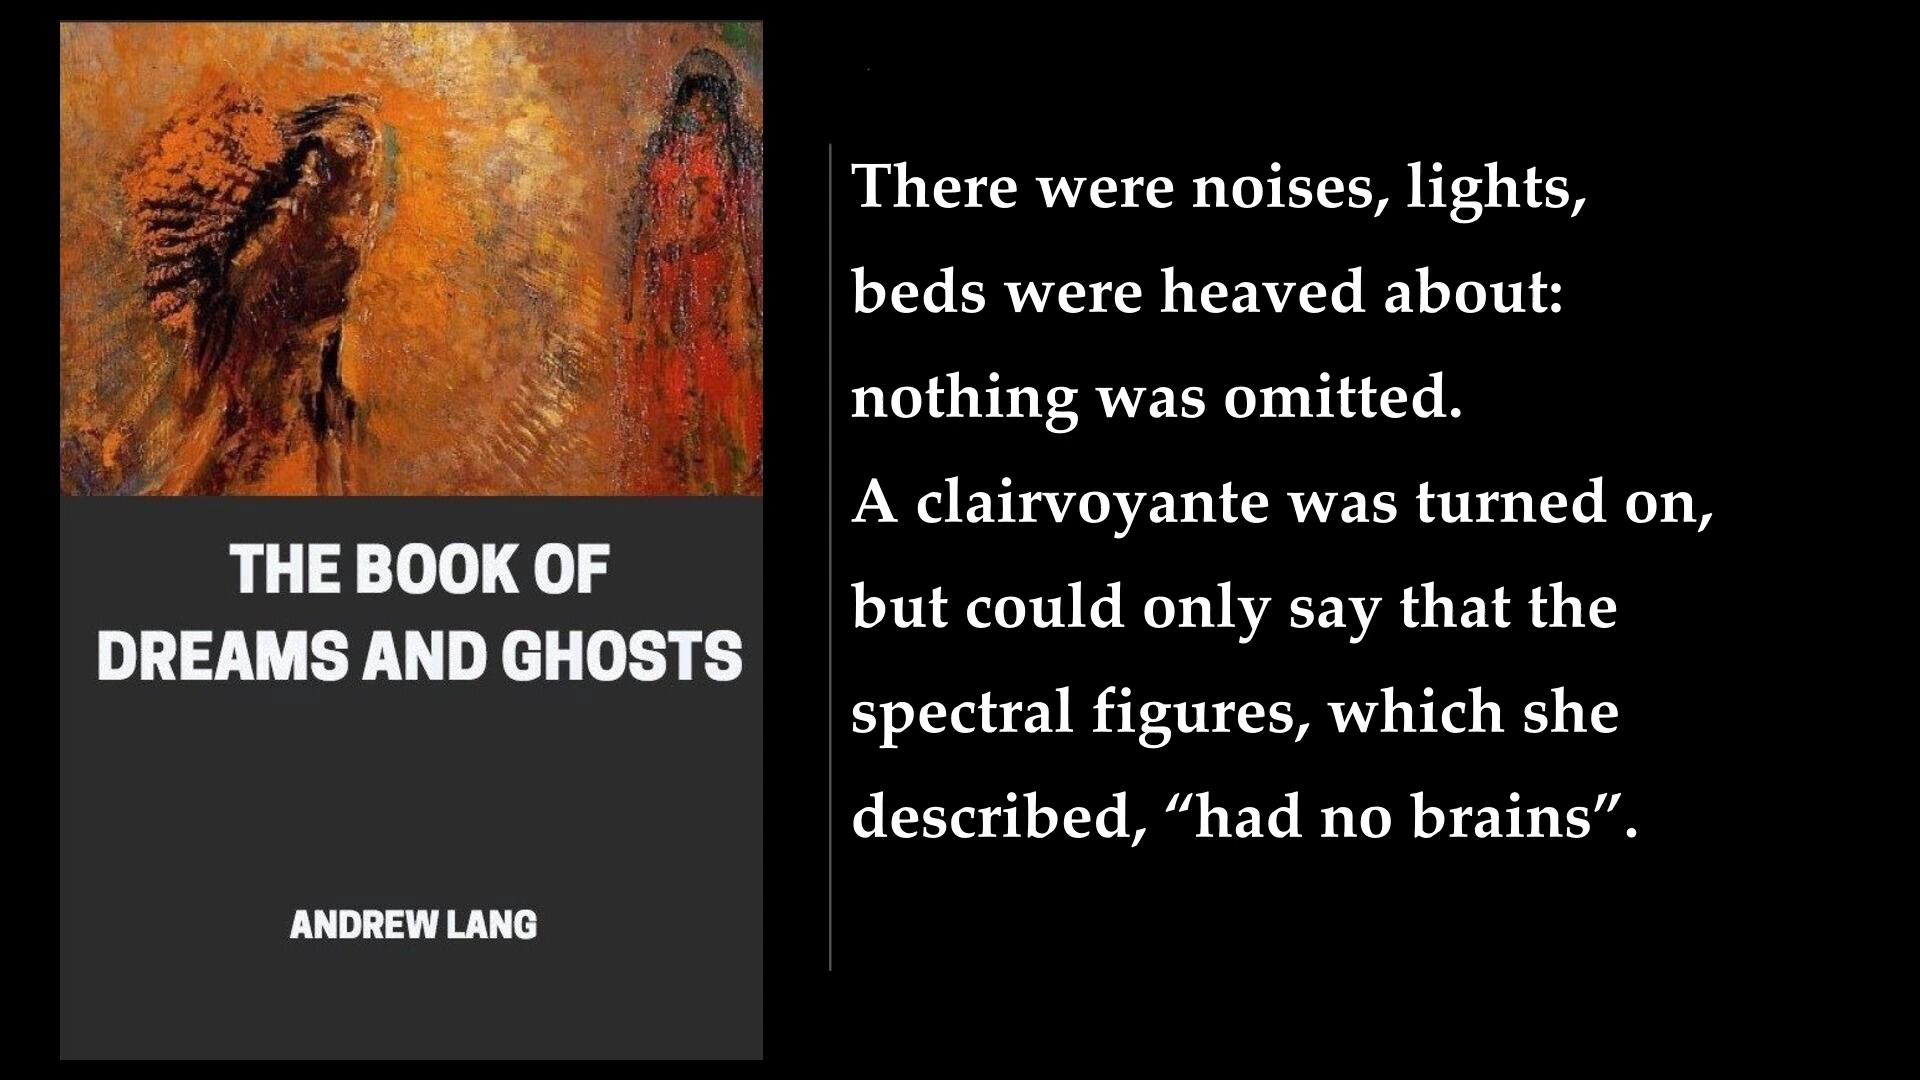 THE BOOK OF
DREAMS AND GHOSTS
ANDREW LANG
There were noises, lights,
beds were heaved about:
nothing was omitted.
A clairvoyante was turned on,
but could only say that the
spectral figures, which she
described, “had no brains”.